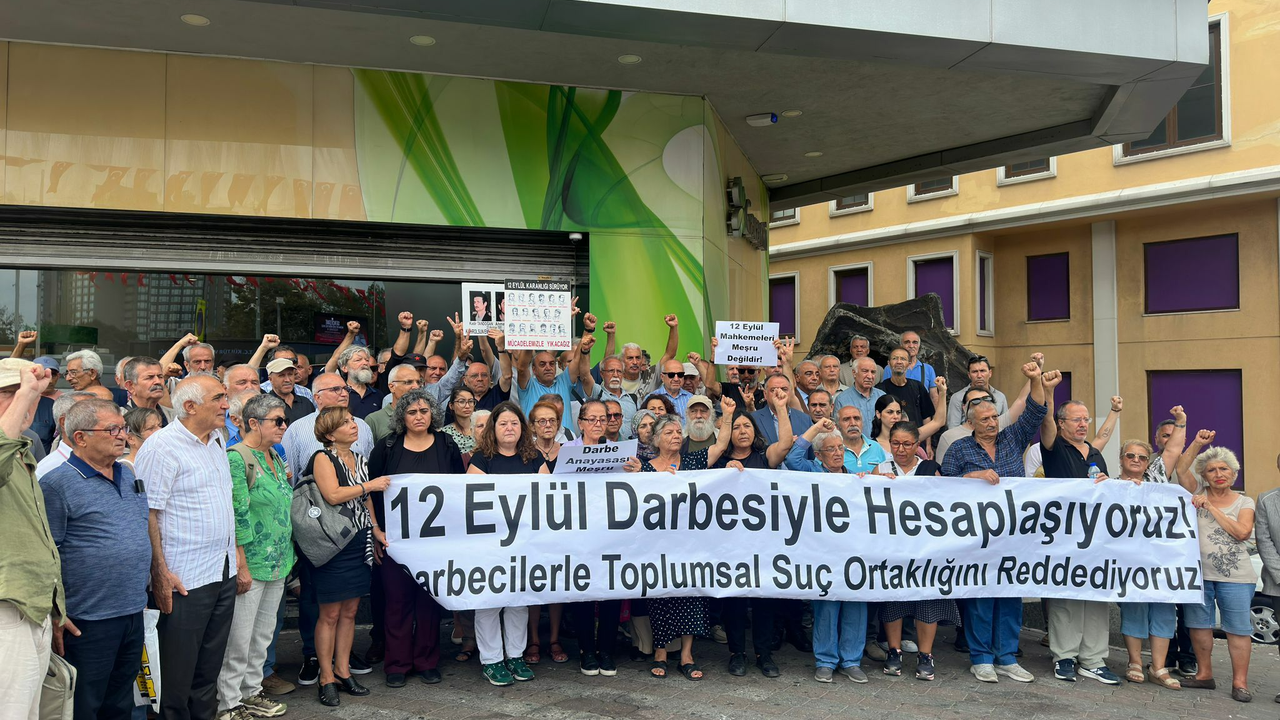 12 EYLÜL KARANLIĞI SÜRÜYOR
MÜCADELEMİZLE YIKACAĞIZ
12 Eylül
Mahkemeleri
Meşru
Değildir!
Darbe
Anayasası
Meşru
12 Eylül Darbesiyle Hesaplaşıyoruz!
arbecilerle Toplumsal Suç Ortaklığını Reddediyoruz!